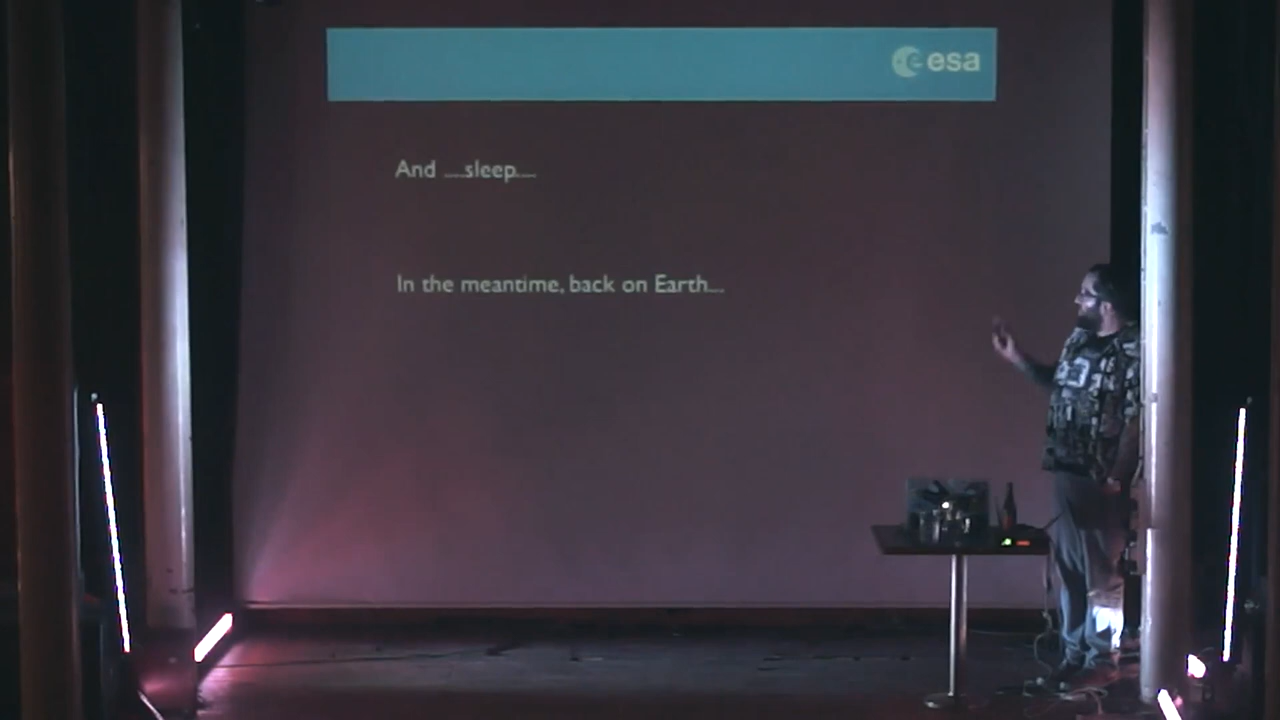 esa
And .....sleep.....
In the meantime, back on Earth....